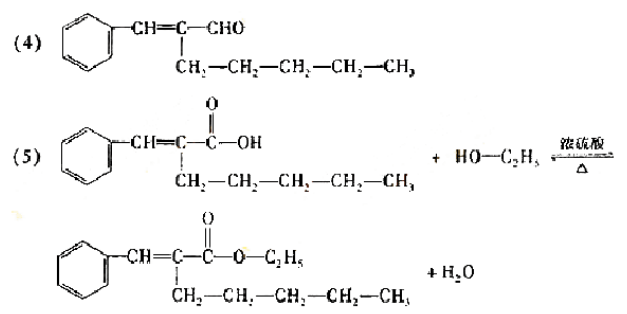 (4) CH=C—CHO
CH₂—CH₂—CH₂—CH₂—CH₃
O
(5) CH=C—C—OH + HO—C₂H₅ 浓硫酸 △
CH₂—CH₂—CH₂—CH₂—CH₃
O
CH=C—C—O—C₂H₅ + H₂O
CH₂—CH₂—CH₂—CH₂—CH₃